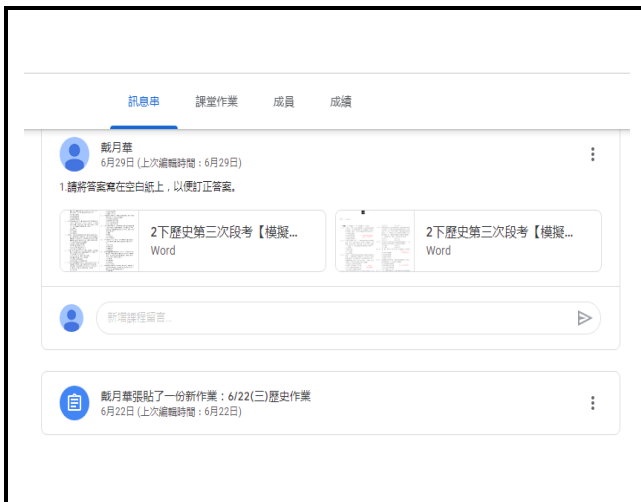 訊息串 課堂作業 成員 成績
戴月華
6月29日 (上次編輯時間：6月29日)
1.請將答案寫在空白紙上，以便訂正答案。
2下歷史第三次段考【模擬...
Word
2下歷史第三次段考【模擬...
Word
新增課程留言...
戴月華張貼了一份新作業：6/22(三)歷史作業
6月22日 (上次編輯時間：6月22日)